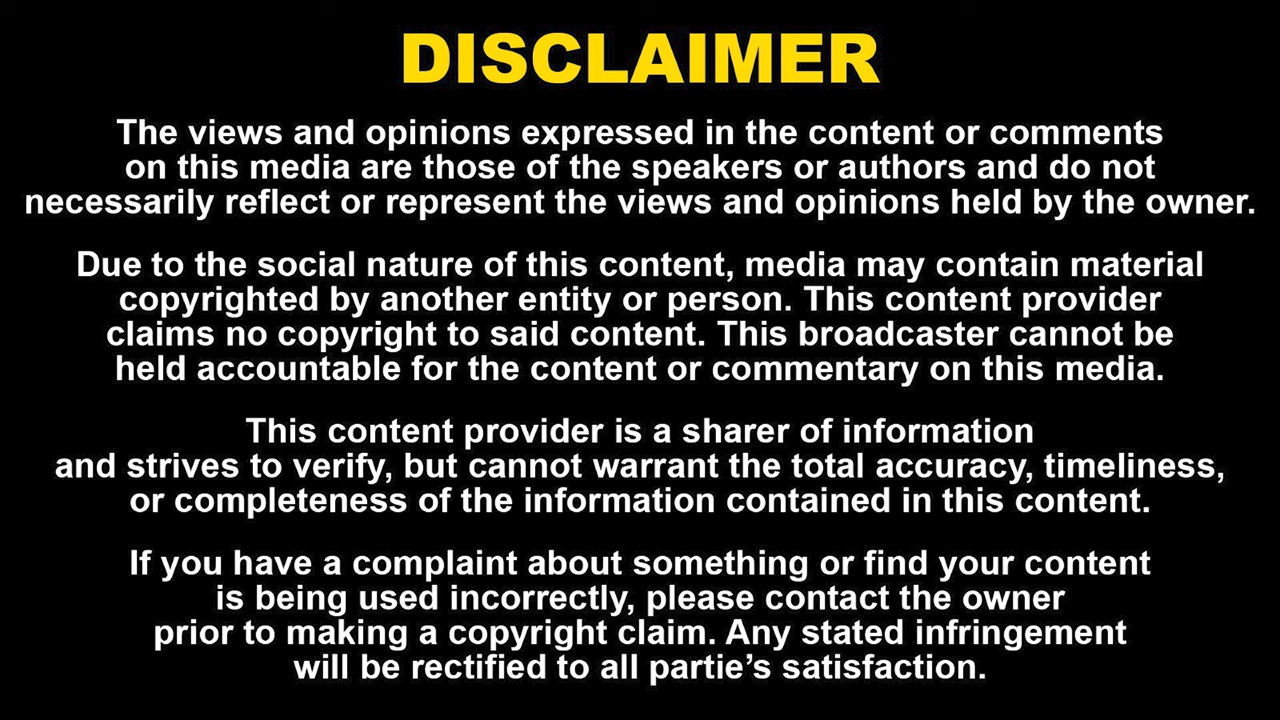 DISCLAIMER
The views and opinions expressed in the content or comments
on this media are those of the speakers or authors and do not
necessarily reflect or represent the views and opinions held by the owner.
Due to the social nature of this content, media may contain material
copyrighted by another entity or person. This content provider
claims no copyright to said content. This broadcaster cannot be
held accountable for the content or commentary on this media.
This content provider is a sharer of information
and strives to verify, but cannot warrant the total accuracy, timeliness,
or completeness of the information contained in this content.
If you have a complaint about something or find your content
is being used incorrectly, please contact the owner
prior to making a copyright claim. Any stated infringement
will be rectified to all partie’s satisfaction.